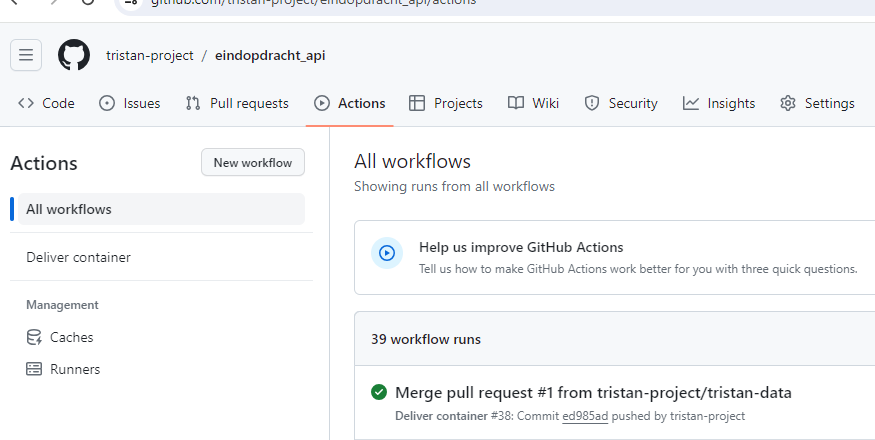 github.com/tristan-project/eindopdracht_api/actions
tristan-project / eindopdracht_api
Code Issues Pull requests Actions Projects Wiki Security Insights Settings
Actions
New workflow
All workflows
Deliver container
Management
Caches
Runners
All workflows
Showing runs from all workflows
Help us improve GitHub Actions
Tell us how to make GitHub Actions work better for you with three quick questions.
39 workflow runs
Merge pull request #1 from tristan-project/tristan-data
Deliver container #38: Commit ed985ad pushed by tristan-project